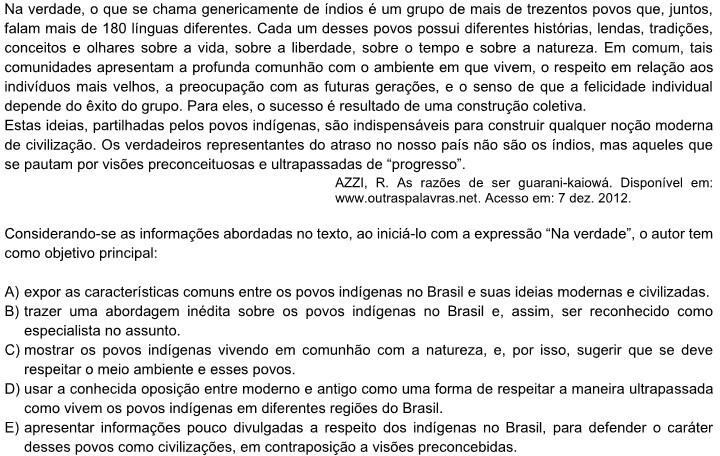 Na verdade, o que se chama genericamente de índios é um grupo de mais de trezentos povos que, juntos,
falam mais de 180 línguas diferentes. Cada um desses povos possui diferentes histórias, lendas, tradições,
conceitos e olhares sobre a vida, sobre a liberdade, sobre o tempo e sobre a natureza. Em comum, tais
comunidades apresentam a profunda comunhão com o ambiente em que vivem, o respeito em relação aos
indivíduos mais velhos, a preocupação com as futuras gerações, e o senso de que a felicidade individual
depende do êxito do grupo. Para eles, o sucesso é resultado de uma construção coletiva.
Estas ideias, partilhadas pelos povos indígenas, são indispensáveis para construir qualquer noção moderna
de civilização. Os verdadeiros representantes do atraso no nosso país não são os índios, mas aqueles que
se pautam por visões preconceituosas e ultrapassadas de “progresso”.
AZZI, R. As razões de ser guarani-kaiowá. Disponível em:
www.outraspalavras.net. Acesso em: 7 dez. 2012.
Considerando-se as informações abordadas no texto, ao iniciá-lo com a expressão “Na verdade”, o autor tem
como objetivo principal:
A) expor as características comuns entre os povos indígenas no Brasil e suas ideias modernas e civilizadas.
B) trazer uma abordagem inédita sobre os povos indígenas no Brasil e, assim, ser reconhecido como
especialista no assunto.
C) mostrar os povos indígenas vivendo em comunhão com a natureza, e, por isso, sugerir que se deve
respeitar o meio ambiente e esses povos.
D) usar a conhecida oposição entre moderno e antigo como uma forma de respeitar a maneira ultrapassada
como vivem os povos indígenas em diferentes regiões do Brasil.
E) apresentar informações pouco divulgadas a respeito dos indígenas no Brasil, para defender o caráter
desses povos como civilizações, em contraposição a visões preconcebidas.